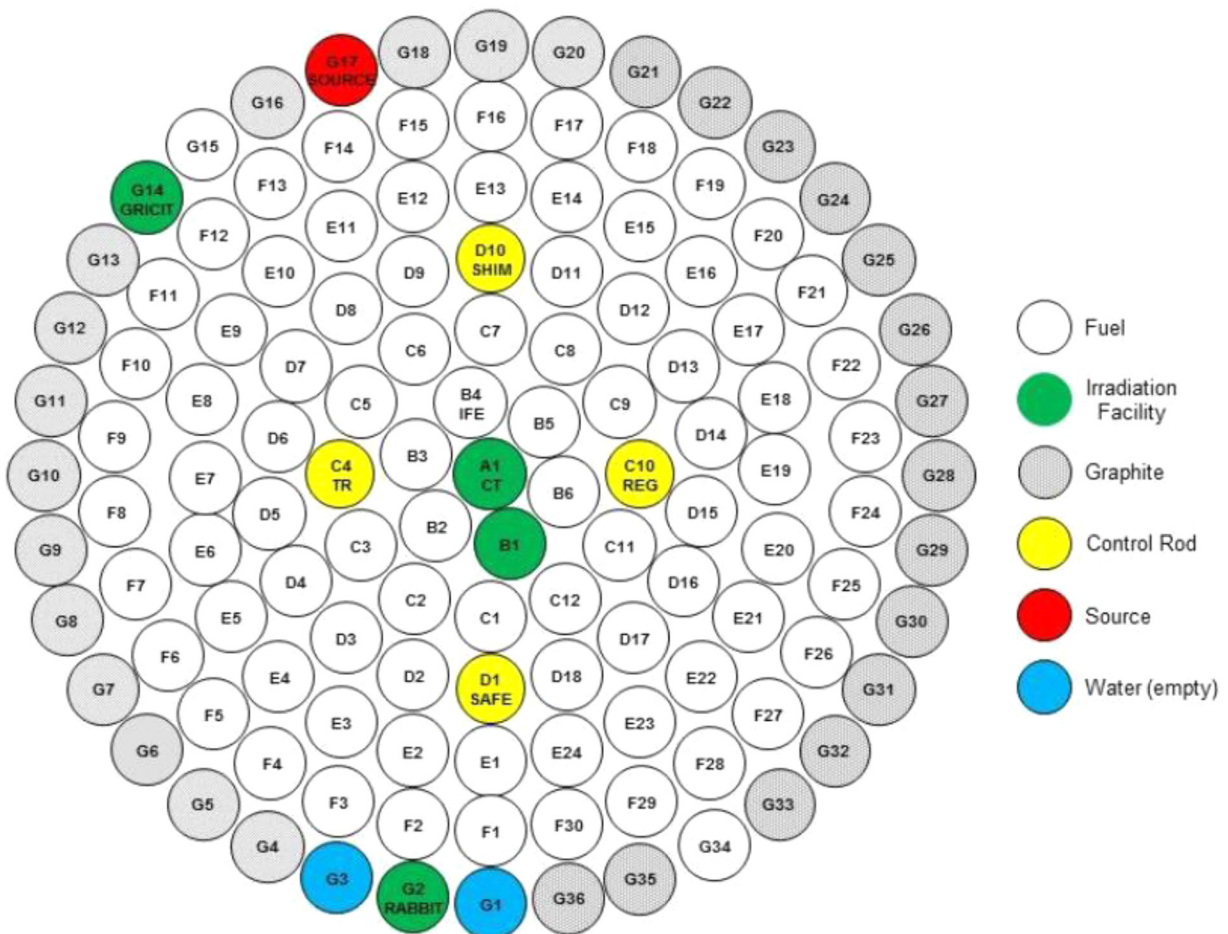 G19
G18
G20
G17
SOURCE
G21
G16
G22
F16
F15
F17
G15
F14
F18
G23
F13
F19
G14
GRICIT
E13
E12
E14
G24
F12
E11
E15
F20
G13
D10
SHIM
G25
E10
D9
D11
E16
F11
F21
D8
D12
G12
E9
C7
E17
G26
F10
D7
C6
C8
D13
F22
G11
E8
C5
B4
IFE
C9
E18
G27
F9
D6
B5
D14
F23
B3
G10
E7
C4
TR
A1
CT
C10
REG
E19
G28
B6
F8
D5
B2
D15
F24
G9
E6
C3
B1
C11
E20
G29
F7
D4
D16
F25
C2
C12
G8
E5
C1
E21
G30
D3
D17
F6
F26
G7
E4
D2
D1
SAFE
D18
E22
G31
F5
F27
E3
E23
G6
E2
E1
E24
G32
F4
F28
G5
F3
F29
G33
F2
F1
F30
G4
G34
G3
G35
G2
RABBIT
G1
G36
Fuel
Irradiation
Facility
Graphite
Control Rod
Source
Water (empty)